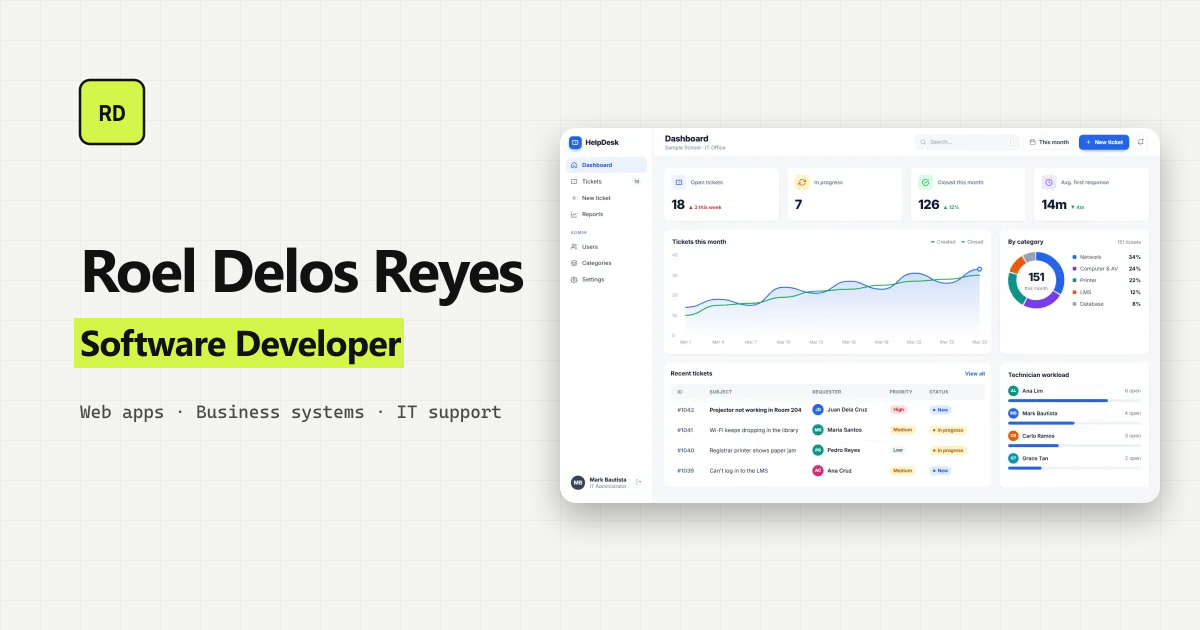 RD
Roel Delos Reyes
Software Developer
Web apps · Business systems · IT support
HelpDesk
Dashboard
Tickets 18
New ticket
Reports
ADMIN
Users
Categories
Settings
MB Mark Bautista
IT Administrator
Dashboard
Sample School · IT Office
Search...
This month
+ New ticket
Open tickets
18 ▲ 3 this week
In progress
7
Closed this month
126 ▲ 12%
Avg. first response
14m ▼ 4m
Tickets this month
Created Closed
40
30
20
10
0
Mar 1 Mar 4 Mar 7 Mar 10 Mar 13 Mar 16 Mar 19 Mar 22 Mar 25 Mar 28
By category 151 tickets
151
this month
Network 34%
Computer & AV 24%
Printer 22%
LMS 12%
Database 8%
Recent tickets View all
ID SUBJECT REQUESTER PRIORITY STATUS
#1042 Projector not working in Room 204 JD Juan Dela Cruz High New
#1041 Wi-Fi keeps dropping in the library MS Maria Santos Medium In progress
#1040 Registrar printer shows paper jam PR Pedro Reyes Low In progress
#1039 Can't log in to the LMS AC Ana Cruz Medium New
Technician workload
AL Ana Lim 6 open
MB Mark Bautista 4 open
CR Carlo Ramos 3 open
GT Grace Tan 2 open